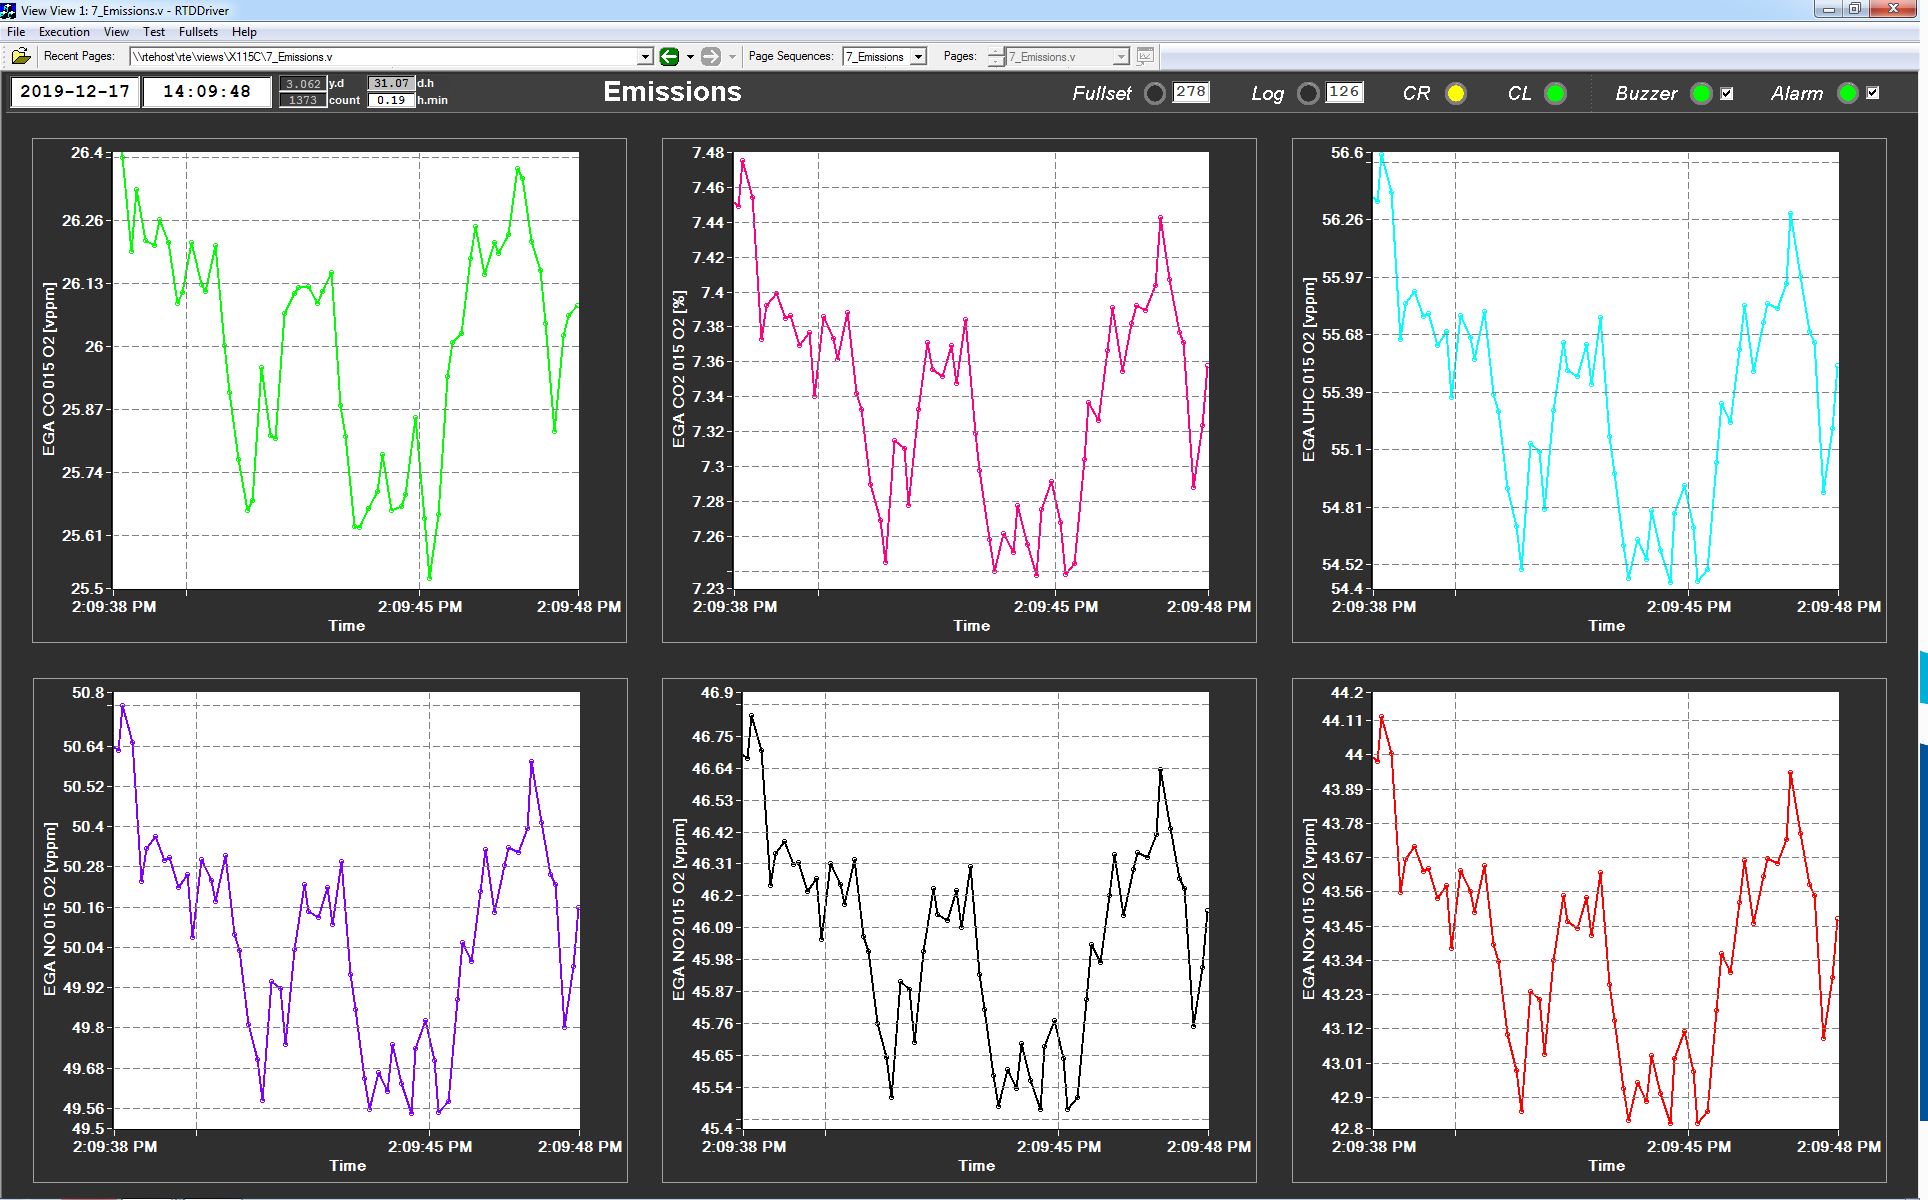 View View 1: 7_Emissions.v - RTDDriver
File Execution View Test Fullsets Help
Recent Pages: \\rtehost\rte\views\X115C\7_Emissions.v Page Sequences: 7_Emissions Pages: 7_Emissions.v
2019-12-17 14:09:48 3.062 y.d 31.07 d.h
1373 count 0.19 h.min
Emissions
Fullset 278 Log 126 CR CL Buzzer Alarm
EGA CO 015 O2 [vppm]
26.4
26.26
26.13
26
25.87
25.74
25.61
25.5
2:09:38 PM 2:09:45 PM 2:09:48 PM
Time
EGA CO2 015 O2 [%]
7.48
7.46
7.44
7.42
7.4
7.38
7.36
7.34
7.32
7.3
7.28
7.26
7.23
2:09:38 PM 2:09:45 PM 2:09:48 PM
Time
EGA UHC 015 O2 [vppm]
56.6
56.26
55.97
55.68
55.39
55.1
54.81
54.52
54.4
2:09:38 PM 2:09:45 PM 2:09:48 PM
Time
EGA NO 015 O2 [vppm]
50.8
50.64
50.52
50.4
50.28
50.16
50.04
49.92
49.8
49.68
49.56
49.5
2:09:38 PM 2:09:45 PM 2:09:48 PM
Time
EGA NO2 015 O2 [vppm]
46.9
46.75
46.64
46.53
46.42
46.31
46.2
46.09
45.98
45.87
45.76
45.65
45.54
45.4
2:09:38 PM 2:09:45 PM 2:09:48 PM
Time
EGA NOx 015 O2 [vppm]
44.2
44.11
44
43.89
43.78
43.67
43.56
43.45
43.34
43.23
43.12
43.01
42.9
42.8
2:09:38 PM 2:09:45 PM 2:09:48 PM
Time